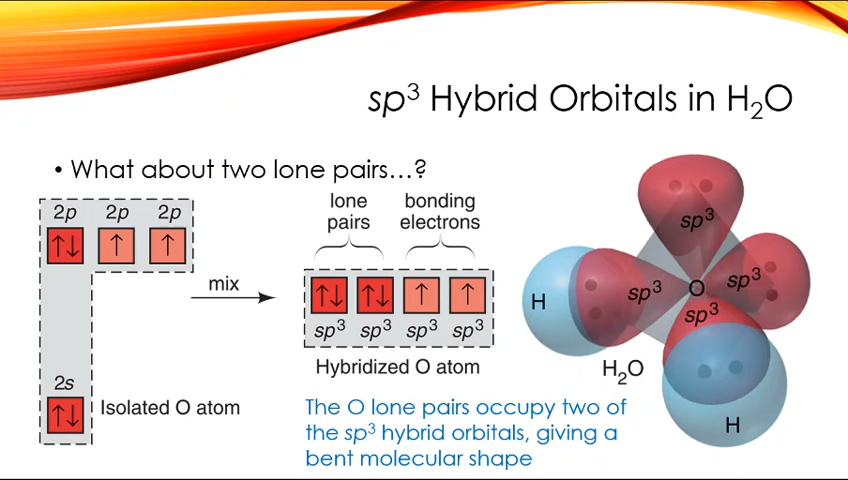 sp³ Hybrid Orbitals in H₂O
• What about two lone pairs…?
2p 2p 2p
↑↓ ↑ ↑
2s
↑↓
Isolated O atom
mix
lone
pairs
bonding
electrons
↑↓ ↑↓ ↑ ↑
sp³ sp³ sp³ sp³
Hybridized O atom
sp³
H
sp³
O
sp³
sp³
H₂O
H
The O lone pairs occupy two of
the sp³ hybrid orbitals, giving a
bent molecular shape